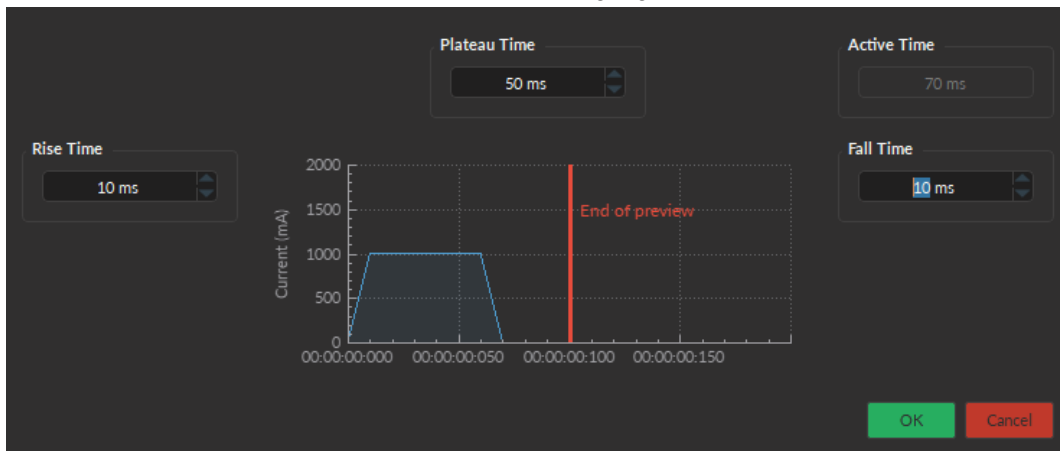 Plateau Time
50 ms
Active Time
70 ms
Rise Time
10 ms
Fall Time
10 ms
2000
1500
1000
500
0
Current (mA)
End of preview
00:00:00:000 00:00:00:050 00:00:00:100 00:00:00:150
OK
Cancel